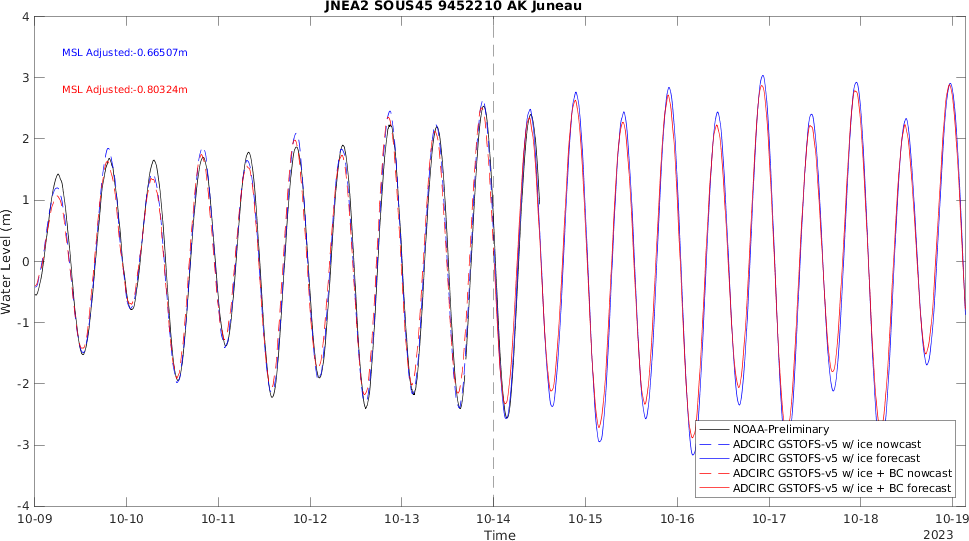 JNEA2 SOUS45 9452210 AK Juneau
4
3
2
1
0
-1
-2
-3
-4
Water Level (m)
MSL Adjusted:-0.66507m
MSL Adjusted:-0.80324m
NOAA-Preliminary
ADCIRC GSTOFS-v5 w/ ice nowcast
ADCIRC GSTOFS-v5 w/ ice forecast
ADCIRC GSTOFS-v5 w/ ice + BC nowcast
ADCIRC GSTOFS-v5 w/ ice + BC forecast
10-09 10-10 10-11 10-12 10-13 10-14 10-15 10-16 10-17 10-18 10-19
Time
2023